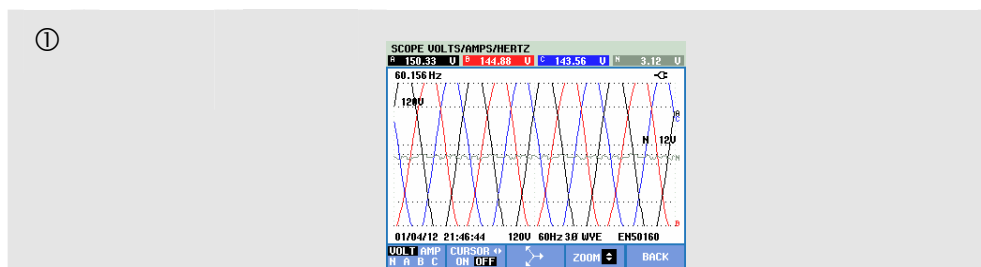 ①
SCOPE VOLTS/AMPS/HERTZ
A 150.33 V B 144.88 V C 143.56 V N 3.12 V
60.156 Hz
120V
A
C
N 12V
N
B
01/04/12 21:46:44 120V 60Hz 3Ø WYE EN50160
VOLT AMP CURSOR ZOOM BACK
N A B C ON OFF